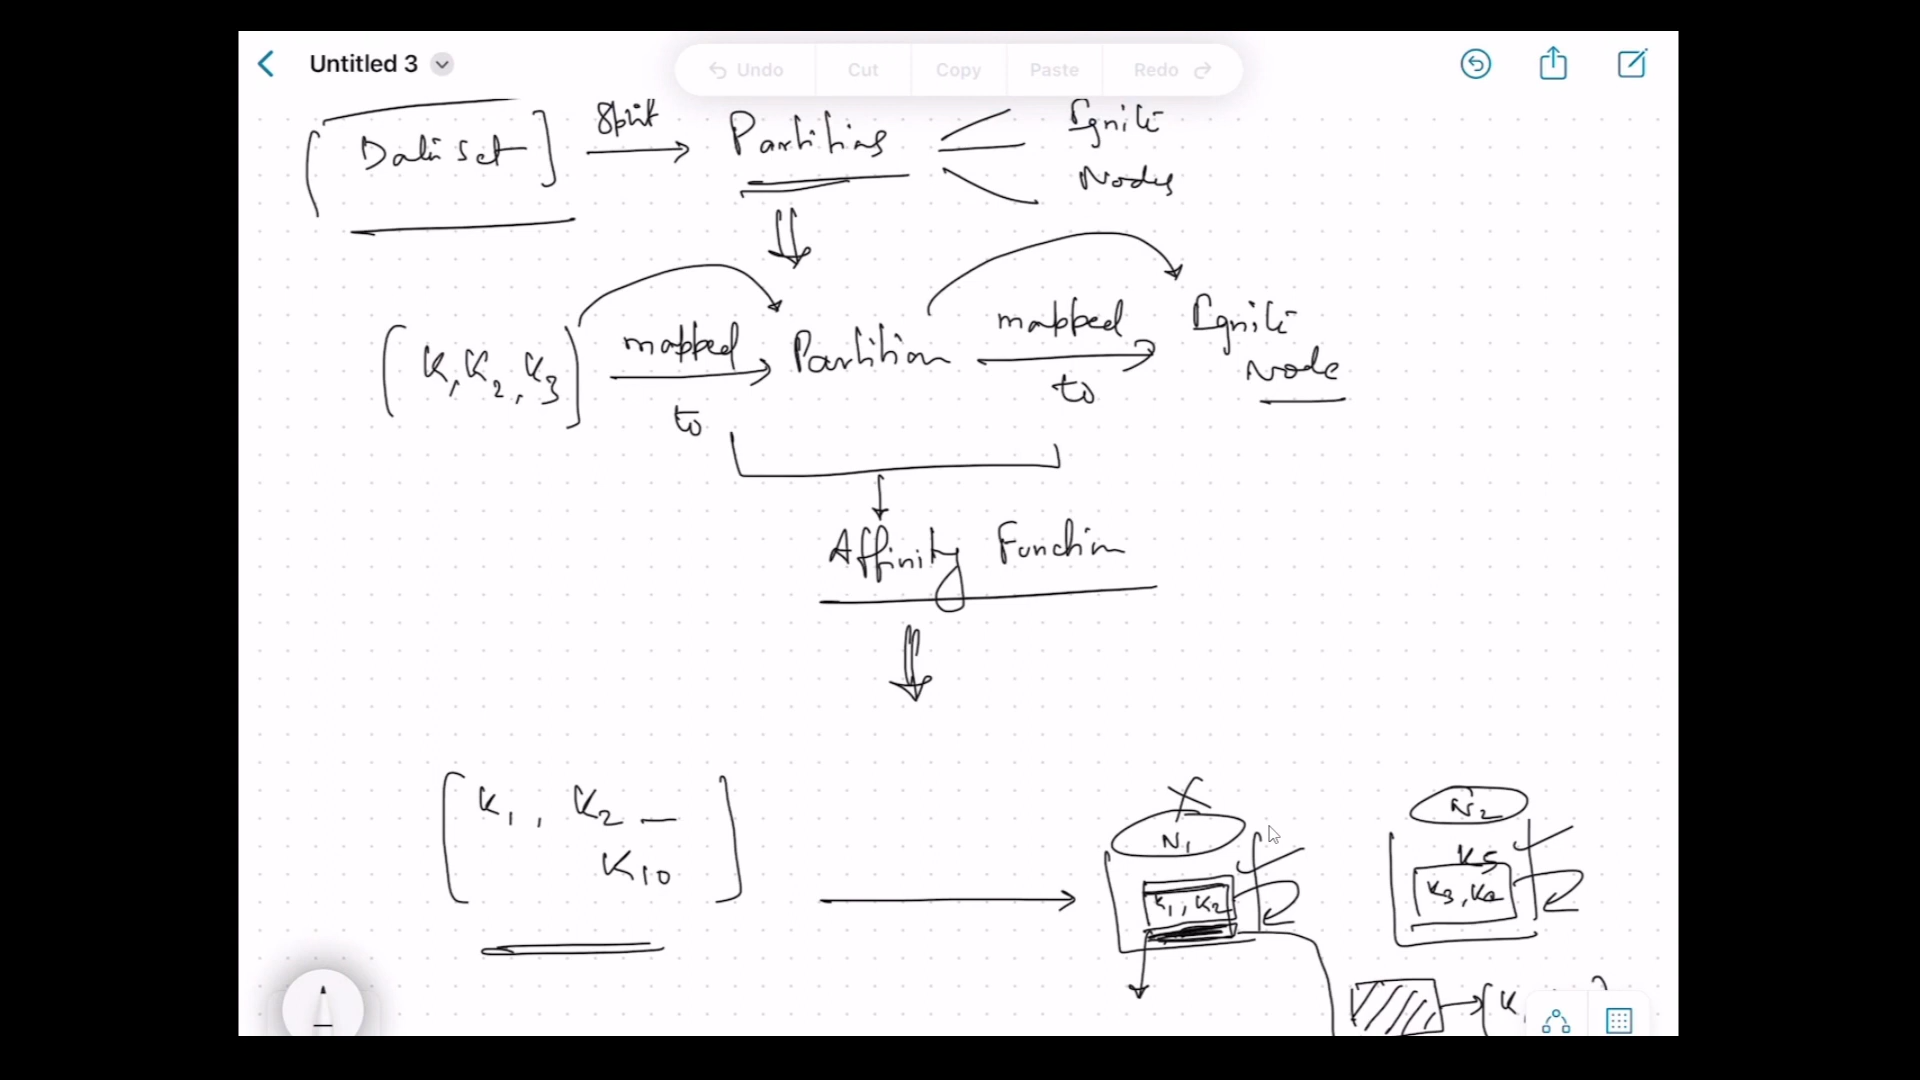 Untitled 3
Undo Cut Copy Paste Redo
Data Set Split Partitions Ignite
Nodes
K1, K2, K3 mapped to Partition mapped to Ignite Node
Affinity Function
K1, K2 —
K10
N1
K1, K2
N2
K5
K3, K4